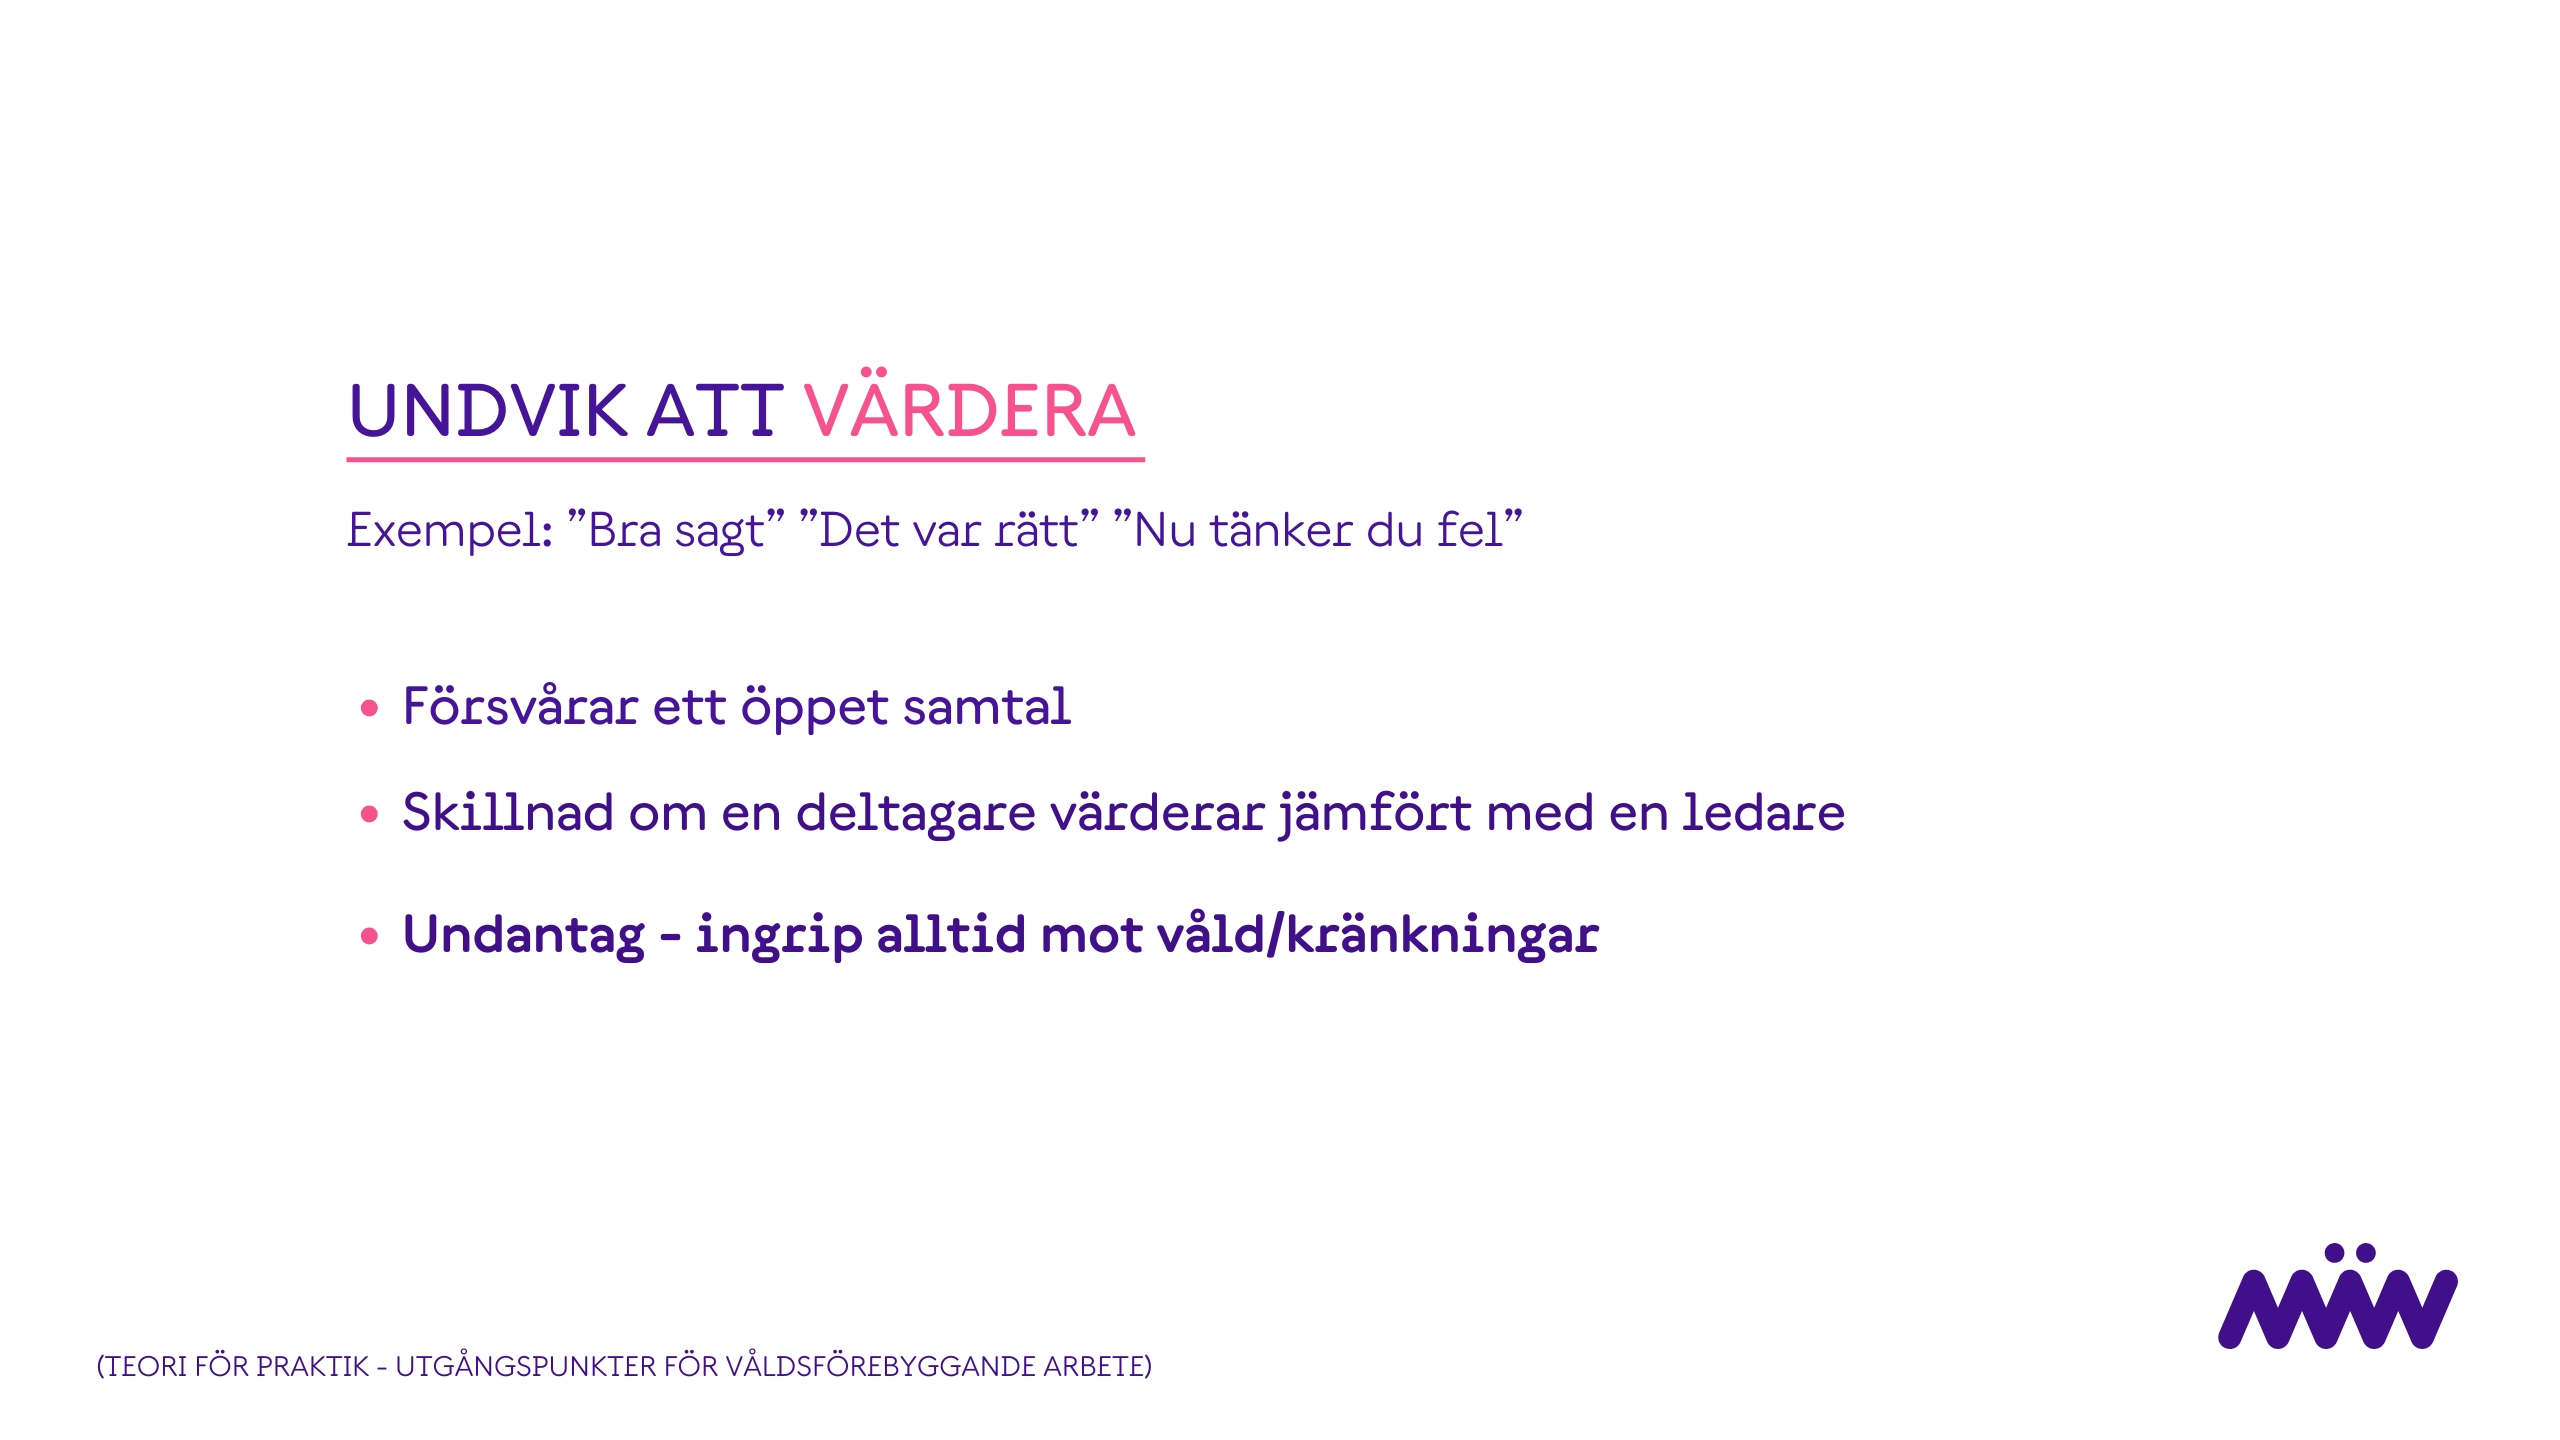 UNDVIK ATT VÄRDERA
Exempel: ”Bra sagt” ”Det var rätt” ”Nu tänker du fel”
• Försvårar ett öppet samtal
• Skillnad om en deltagare värderar jämfört med en ledare
• Undantag - ingrip alltid mot våld/kränkningar
(TEORI FÖR PRAKTIK - UTGÅNGSPUNKTER FÖR VÅLDSFÖREBYGGANDE ARBETE)